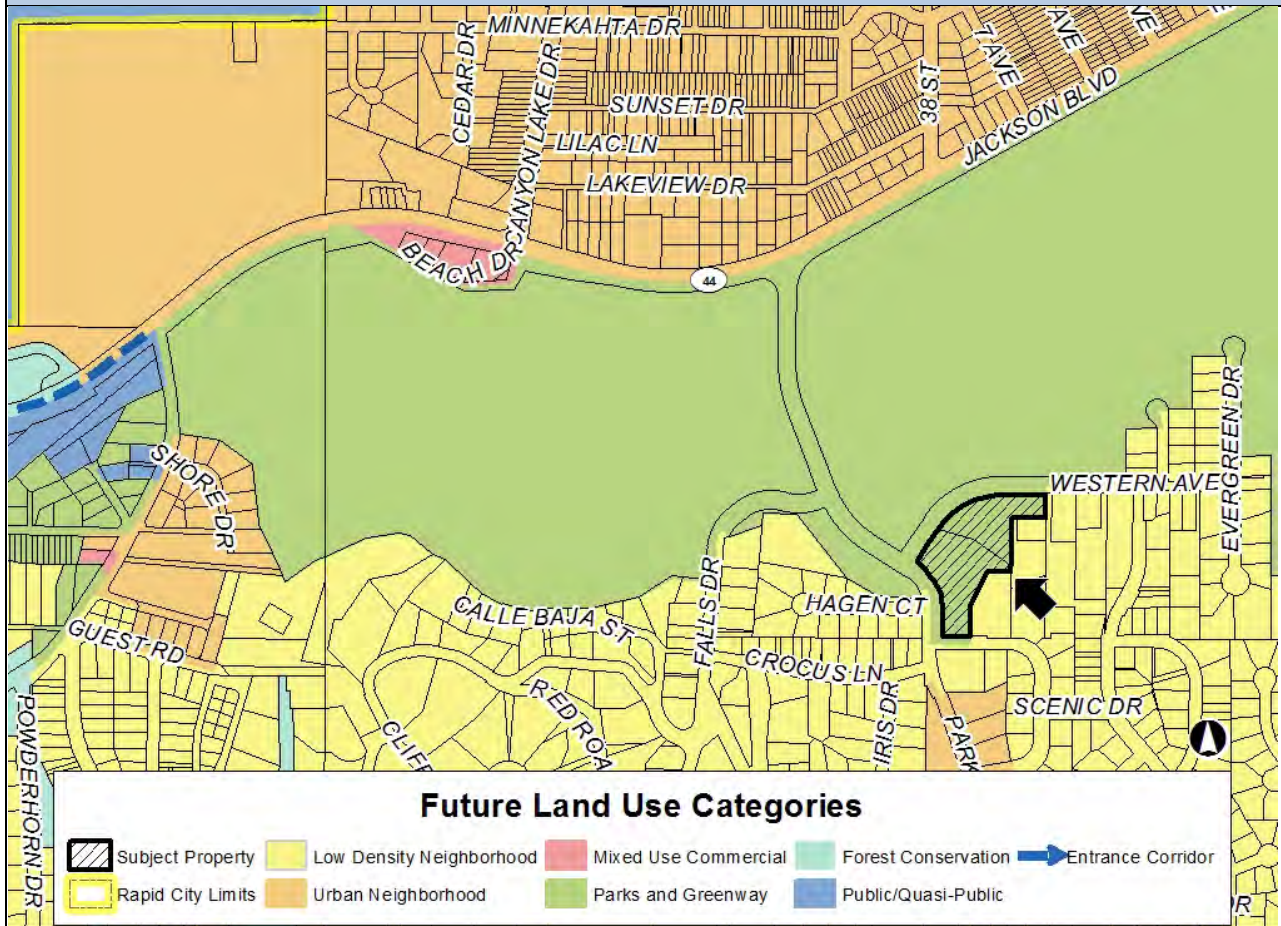 MINNEKAHTA DR
CEDAR DR
CANYON LAKE DR
SUNSET DR
LILAC LN
LAKEVIEW DR
38 ST
7 AVE
AVE
AVE
JACKSON BLVD
BEACH DR
44
SHORE DR
WESTERN AVE
EVERGREEN DR
HAGEN CT
CALLE BAJA ST
FALLS DR
CROCUS LN
GUEST RD
RED ROA
IRIS DR
SCENIC DR
PARK
POWDERHORN DR
CLIFF
Future Land Use Categories
Subject Property
Low Density Neighborhood
Mixed Use Commercial
Forest Conservation
Entrance Corridor
Rapid City Limits
Urban Neighborhood
Parks and Greenway
Public/Quasi-Public
DR